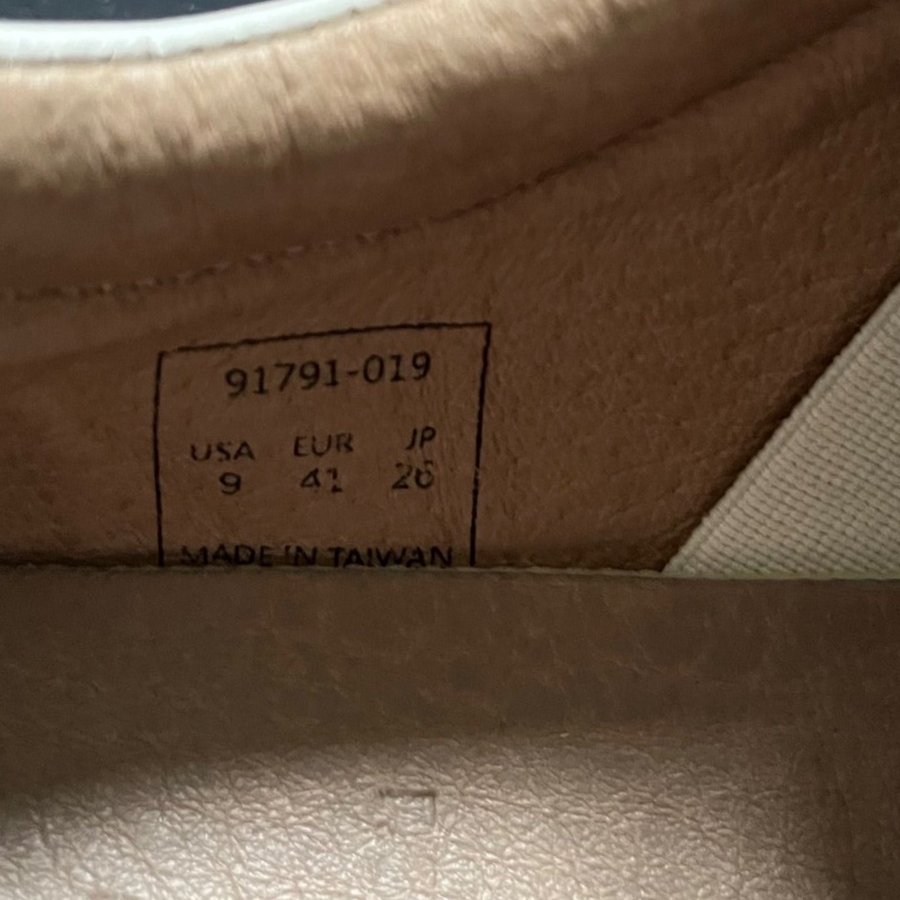 91791-019
USA EUR JP
9 41 26
MADE IN TAIWAN